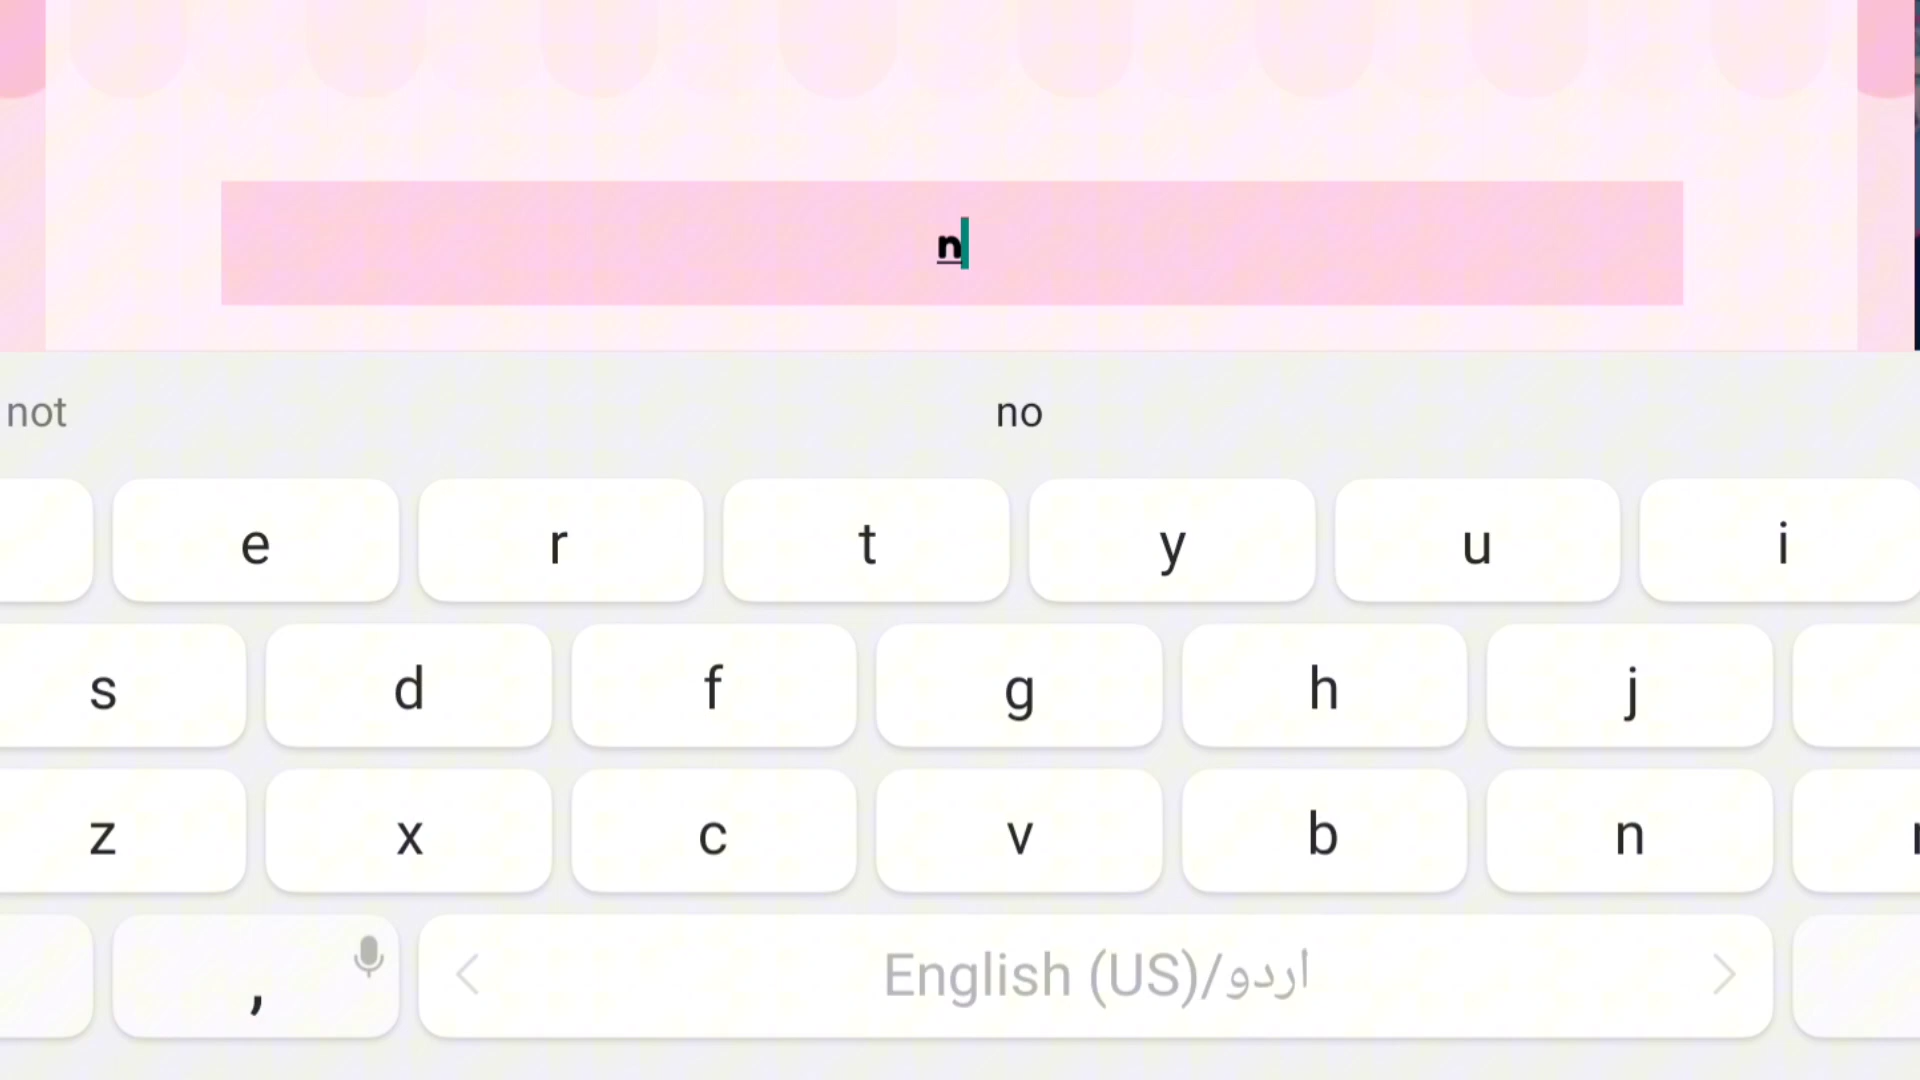 n
not no
e r t y u i
s d f g h j
z x c v b n
, English (US)/اردو